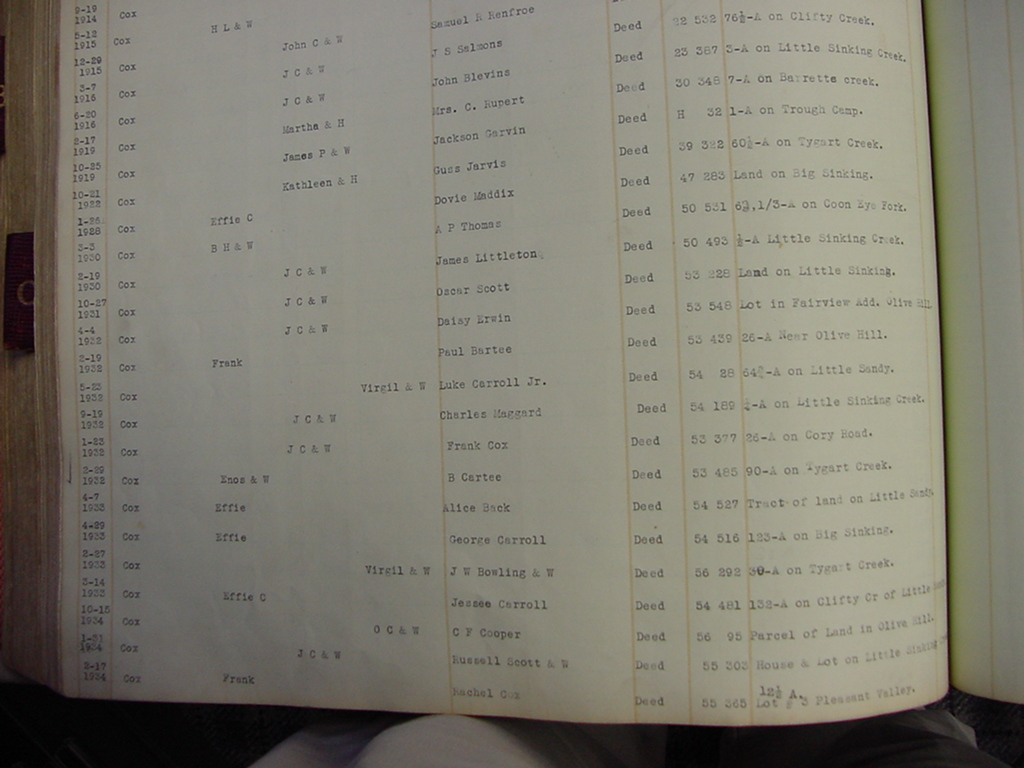 9-19 1914 Cox
5-12 1915 Cox H L & W
12-29 1915 Cox John C & W Samuel R Renfroe
3-7 1916 Cox J C & W J S Salmons Deed 22 532 76½-A on Clifty Creek.
6-20 1916 Cox J C & W John Blevins Deed 23 387 3-A on Little Sinking Creek.
2-17 1919 Cox Martha & H Mrs. C. Rupert Deed 30 348 7-A on Barrette creek.
10-25 1919 Cox James P & W Jackson Garvin Deed H 32 1-A on Trough Camp.
10-21 1922 Cox Kathleen & H Guss Jarvis Deed 39 322 60½-A on Tygart Creek.
1-26 1928 Cox Effie C Dovie Maddix Deed 47 283 Land on Big Sinking.
3-3 1930 Cox B H & W A P Thomas Deed 50 531 1/3-A on Coon Eye Fork.
2-19 1930 Cox J C & W James Littleton Deed 50 493 ½-A Little Sinking Creek.
10-27 1931 Cox J C & W Oscar Scott Deed 53 228 Land on Little Sinking.
4-4 1932 Cox J C & W Daisy Erwin Deed 53 548 Lot in Fairview Add. Olive Hill
2-19 1932 Cox Frank Paul Bartee Deed 53 439 26-A Near Olive Hill.
5-23 1932 Cox Virgil & W Luke Carroll Jr. Deed 54 28 on Little Sandy.
9-19 1932 Cox J C & W Charles Maggard Deed 54 189 on Little Sinking Creek.
1-23 1932 Cox J C & W Frank Cox Deed 53 377 26-A on Cory Road.
2-29 1932 Cox Enos & W B Cartee Deed 53 485 90-A on Tygart Creek.
4-7 1933 Cox Effie Alice Back Deed 54 527 Tract of land on Little Sandy
4-29 1933 Cox Effie George Carroll Deed 54 516 123-A on Big Sinking.
2-27 1933 Cox Virgil & W J W Bowling & W Deed 56 292 30-A on Tygart Creek.
3-14 1933 Cox Effie C Jessee Carroll Deed 54 481 132-A on Clifty Cr of Little
10-15 1934 O C & W C F Cooper Deed 56 95 Parcel of Land in Olive Hill.
1-31 1934 Cox J C & W Russell Scott & W Deed 55 303 House & Lot on Little Sinking
2-17 1934 Cox Frank Rachel Cox Deed 55 365 12½ A. Lot # 3 Pleasant Valley.